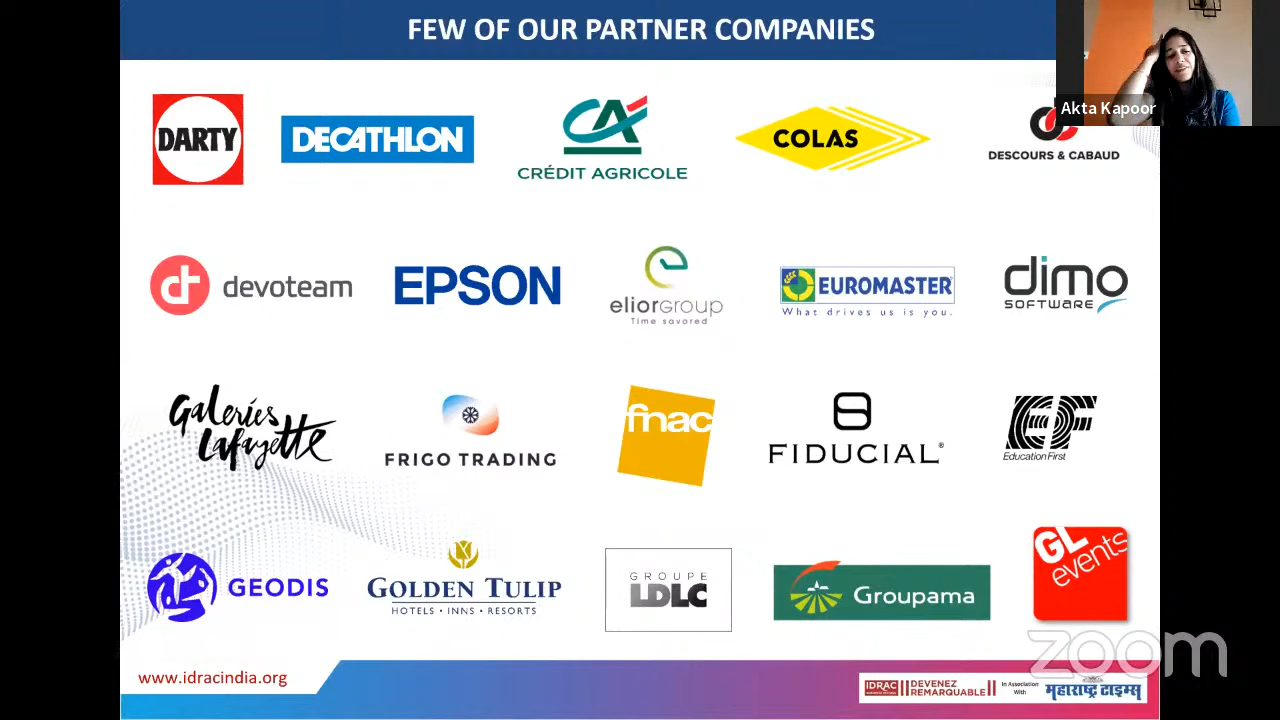 FEW OF OUR PARTNER COMPANIES
Akta Kapoor
DARTY
DECATHLON
CA
CRÉDIT AGRICOLE
COLAS
DESCOURS & CABAUD
devoteam
EPSON
eliorGROUP
Time savored
EUROMASTER
What drives us is you.
dimo
SOFTWARE
Galeries
Lafayette
FRIGO TRADING
fnac
FIDUCIAL®
EF
Education First
GEODIS
GOLDEN TULIP
HOTELS • INNS • RESORTS
GROUPE
LDLC
Groupama
GL
events
zoom
www.idracindia.org
IDRAC
DEVENEZ
REMARQUABLE
In Association
With
महाराष्ट्र टाइम्स